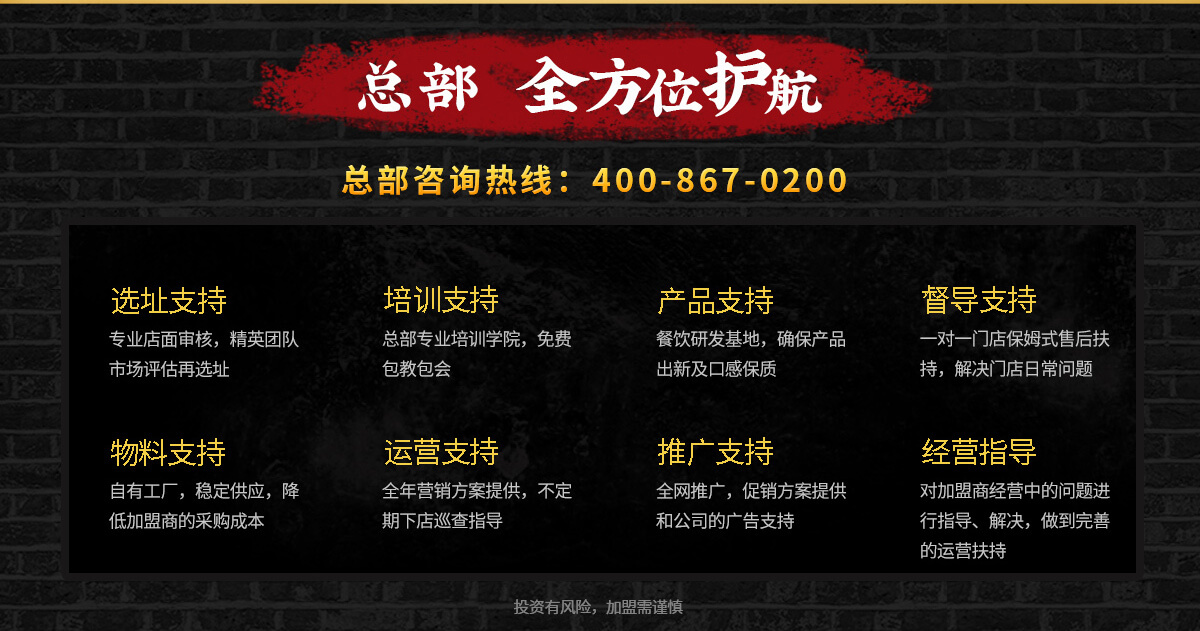 总部 全方位护航
总部咨询热线：400-867-0200
选址支持
专业店面审核，精英团队
市场评估再选址
培训支持
总部专业培训学院，免费
包教包会
产品支持
餐饮研发基地，确保产品
出新及口感保质
督导支持
一对一门店保姆式售后扶
持，解决门店日常问题
物料支持
自有工厂，稳定供应，降
低加盟商的采购成本
运营支持
全年营销方案提供，不定
期下店巡查指导
推广支持
全网推广，促销方案提供
和公司的广告支持
经营指导
对加盟商经营中的问题进
行指导、解决，做到完善
的运营扶持
投资有风险，加盟需谨慎